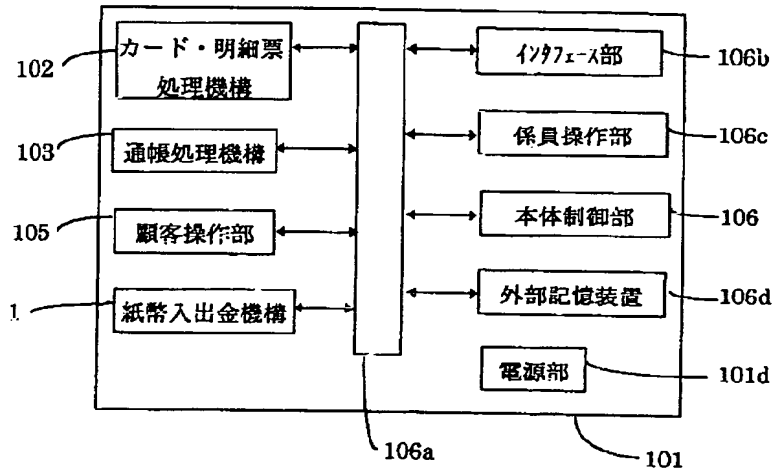 102
カード・明細票
処理機構
103
通帳処理機構
105
顧客操作部
1
紙幣入出金機構
ｲﾝﾀﾌｪｰｽ部
106b
係員操作部
106c
本体制御部
106
外部記憶装置
106d
電源部
101d
106a
101